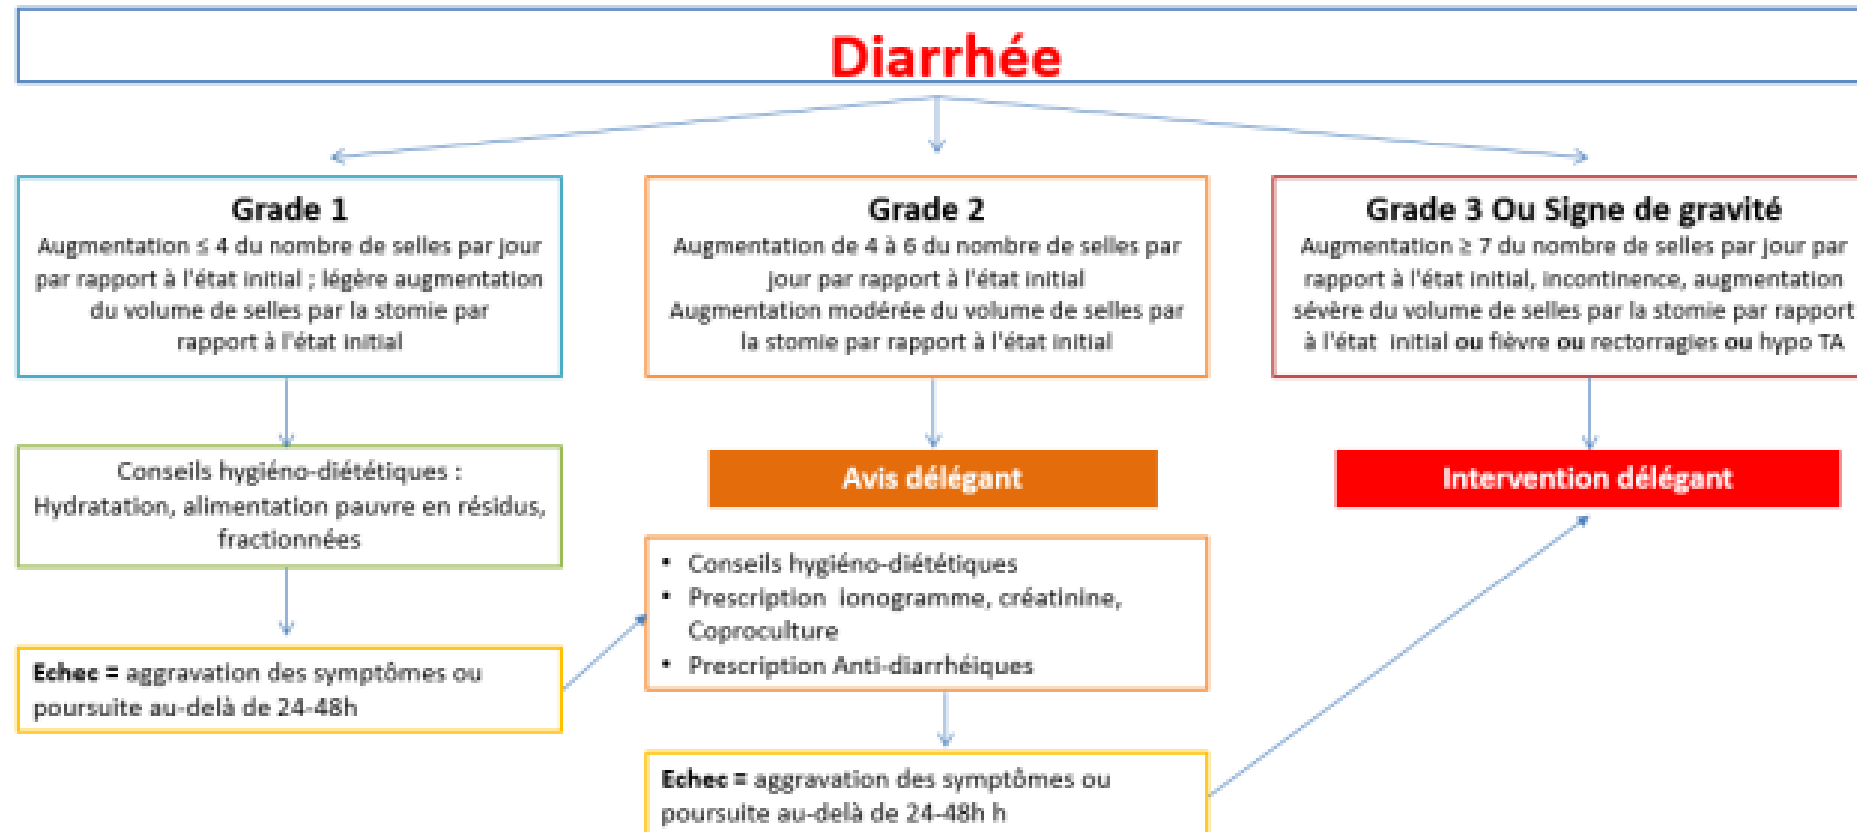 Diarrhée
Grade 1
Augmentation ≤ 4 du nombre de selles par jour
par rapport à l'état initial ; légère augmentation
du volume de selles par la stomie par
rapport à l'état initial
Grade 2
Augmentation de 4 à 6 du nombre de selles par
jour par rapport à l'état initial
Augmentation modérée du volume de selles par
la stomie par rapport à l'état initial
Grade 3 Ou Signe de gravité
Augmentation ≥ 7 du nombre de selles par jour par
rapport à l'état initial, incontinence, augmentation
sévère du volume de selles par la stomie par rapport
à l'état initial ou fièvre ou rectorragies ou hypo TA
Conseils hygiéno-diététiques :
Hydratation, alimentation pauvre en résidus,
fractionnées
Avis délégant
Intervention délégant
• Conseils hygiéno-diététiques
• Prescription ionogramme, créatinine,
Coproculture
• Prescription Anti-diarrhéiques
Echec = aggravation des symptômes ou
poursuite au-delà de 24-48h
Echec = aggravation des symptômes ou
poursuite au-delà de 24-48h h